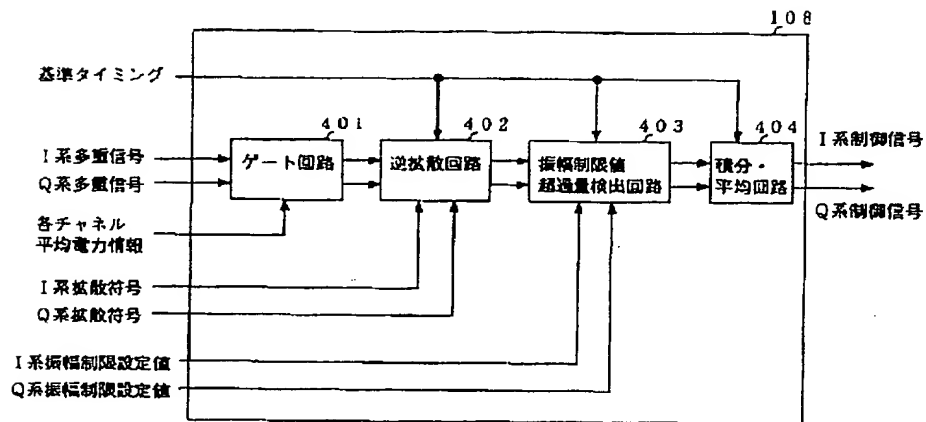 108
基準タイミング
401
402
403
404
I系制御信号
I系多重信号
Q系多重信号
ゲート回路
逆拡散回路
振幅制限値
超過量検出回路
積分・
平均回路
Q系制御信号
各チャネル
平均電力情報
I系拡散符号
Q系拡散符号
I系振幅制限設定値
Q系振幅制限設定値